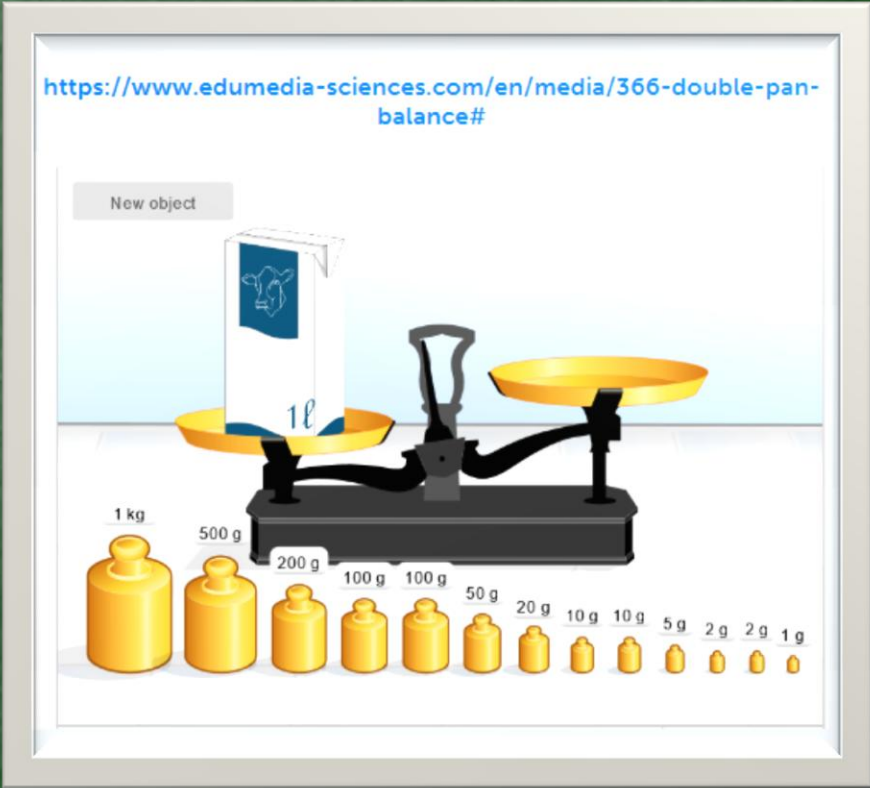 https://www.edumedia-sciences.com/en/media/366-double-pan-
balance#
New object
1ℓ
1 kg
500 g
200 g
100 g
100 g
50 g
20 g
10 g
10 g
5 g
2 g
2 g
1 g